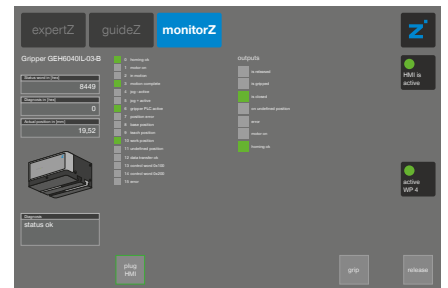 expertZ
guideZ
monitorZ
Z
Gripper GEH6040IL-03-B
Status word in [hex]
8449
Diagnosis in [hex]
0
Actual position in [mm]
19,52
0 homing ok
1 motor on
2 in motion
3 motion complete
4 jog - active
5 jog + active
6 gripper PLC active
7 position error
8 base position
9 teach position
10 work position
11 undefined position
12 data transfer ok
13 control word 0x100
14 control word 0x200
15 error
outputs
is released
is gripped
is closed
on undefined position
error
motor on
homing ok
HMI is
active
active
WP 4
Diagnosis
status ok
plug
HMI
grip
release